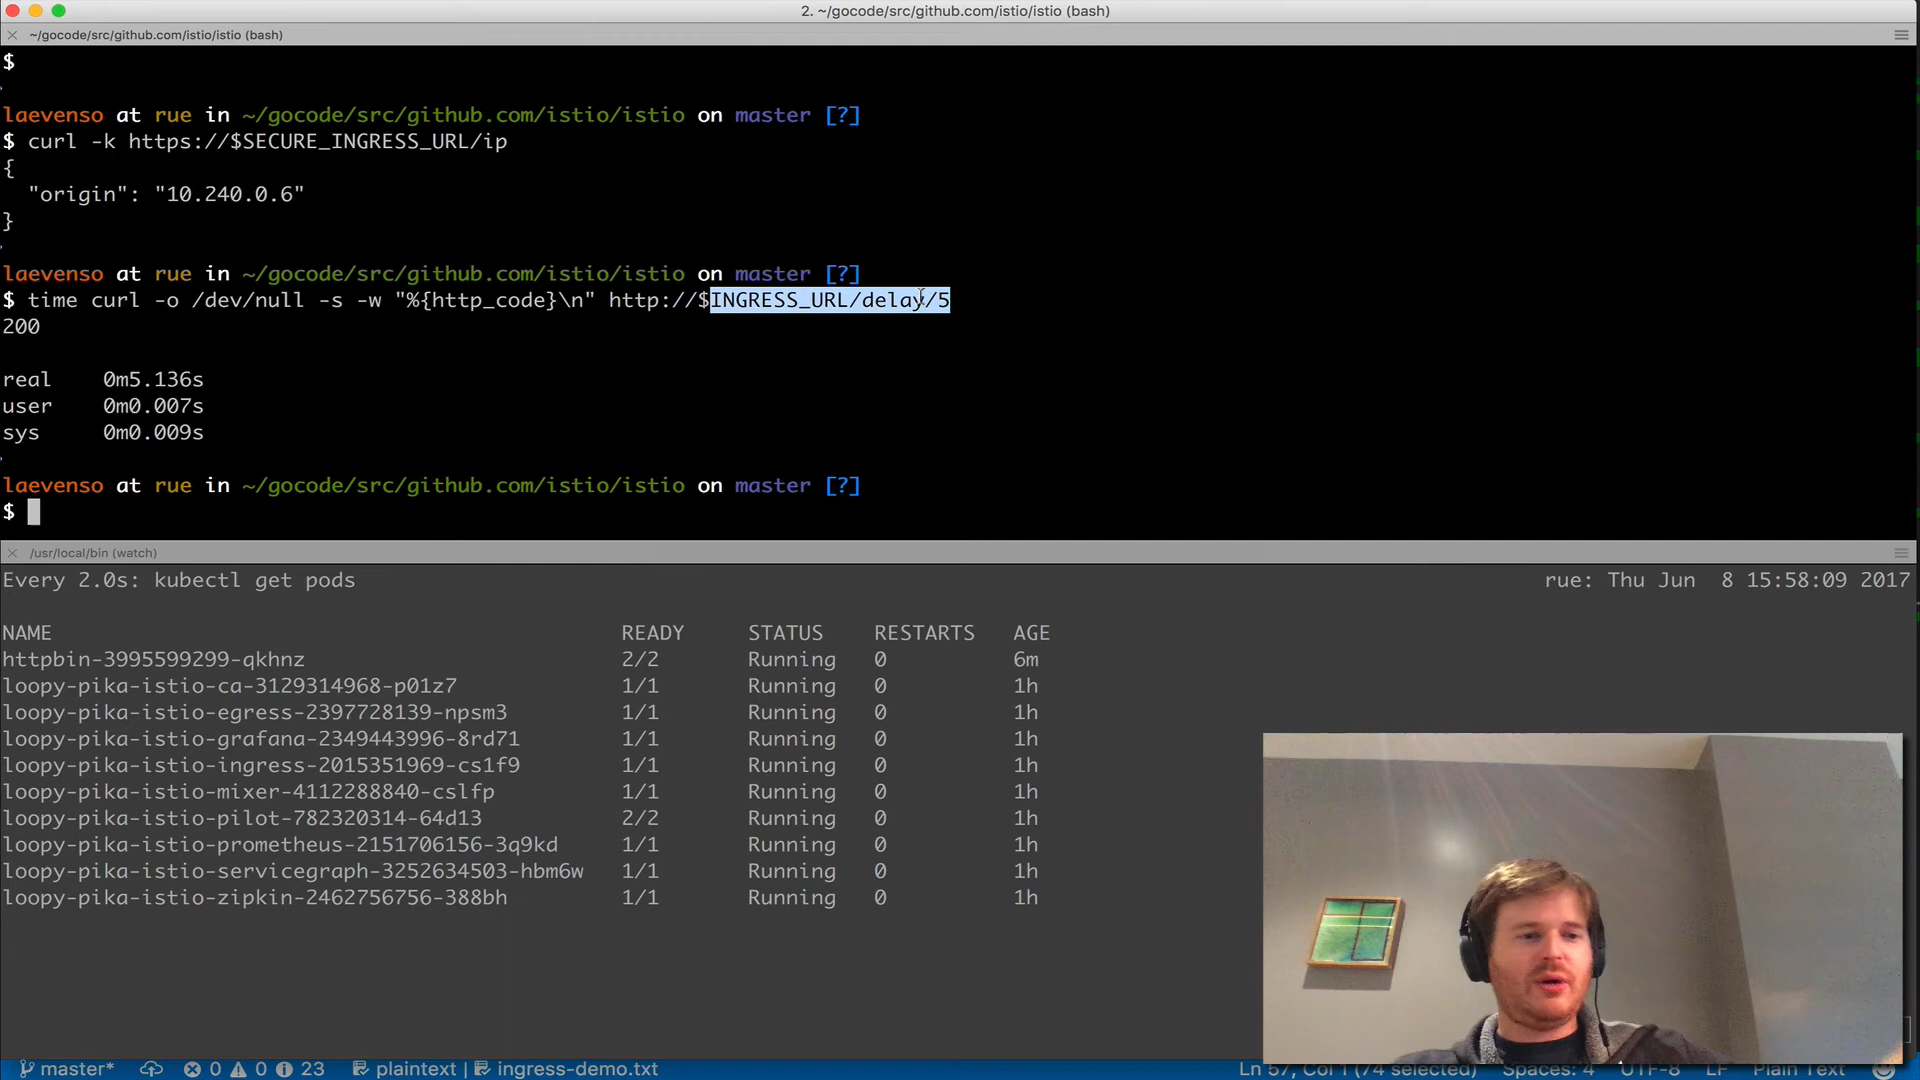 2. ~/gocode/src/github.com/istio/istio (bash)
~/gocode/src/github.com/istio/istio (bash)
$
laevenso at rue in ~/gocode/src/github.com/istio/istio on master [?]
$ curl -k https://$SECURE_INGRESS_URL/ip
{
"origin": "10.240.0.6"
}
laevenso at rue in ~/gocode/src/github.com/istio/istio on master [?]
$ time curl -o /dev/null -s -w "%{http_code}\n" http://$INGRESS_URL/delay/5
200
real 0m5.136s
user 0m0.007s
sys 0m0.009s
laevenso at rue in ~/gocode/src/github.com/istio/istio on master [?]
$
/usr/local/bin (watch)
Every 2.0s: kubectl get pods rue: Thu Jun 8 15:58:09 2017
NAME READY STATUS RESTARTS AGE
httpbin-3995599299-qkhnz 2/2 Running 0 6m
loopy-pika-istio-ca-3129314968-p01z7 1/1 Running 0 1h
loopy-pika-istio-egress-2397728139-npsm3 1/1 Running 0 1h
loopy-pika-istio-grafana-2349443996-8rd71 1/1 Running 0 1h
loopy-pika-istio-ingress-2015351969-cs1f9 1/1 Running 0 1h
loopy-pika-istio-mixer-4112288840-cslfp 1/1 Running 0 1h
loopy-pika-istio-pilot-782320314-64d13 2/2 Running 0 1h
loopy-pika-istio-prometheus-2151706156-3q9kd 1/1 Running 0 1h
loopy-pika-istio-servicegraph-3252634503-hbm6w 1/1 Running 0 1h
loopy-pika-istio-zipkin-2462756756-388bh 1/1 Running 0 1h
master* 0 0 23 plaintext | ingress-demo.txt Ln 57, Col 1 (74 selected) Spaces: 4 UTF-8 LF Plain Text